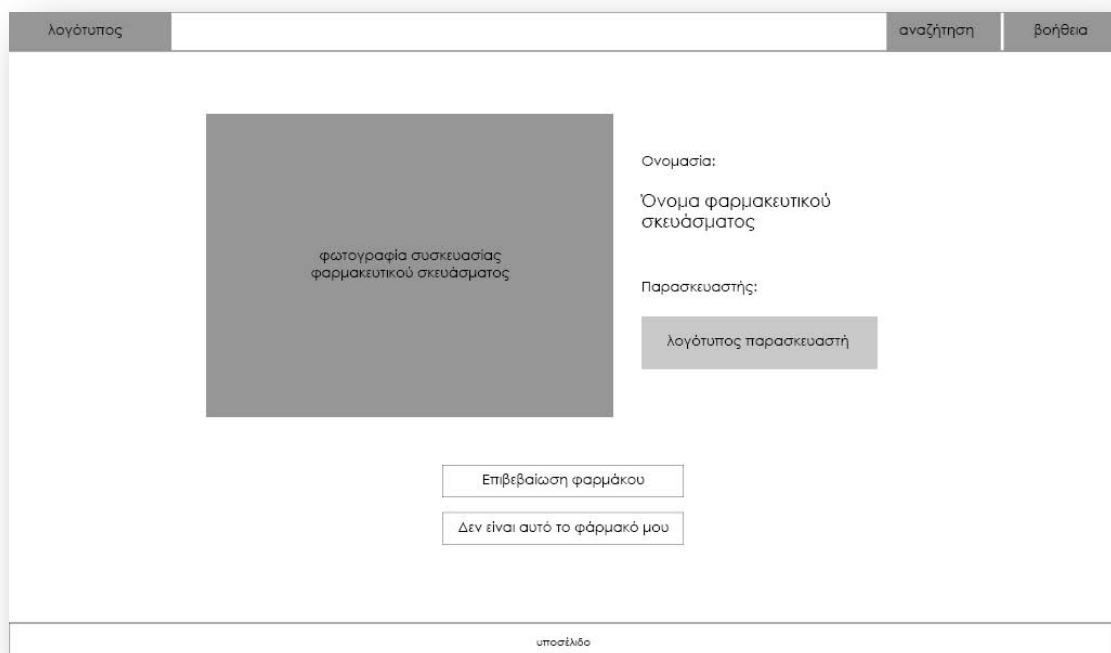 λογότυπος
αναζήτηση
βοήθεια
φωτογραφία συσκευασίας
φαρμακευτικού σκευάσματος
Ονομασία:
Όνομα φαρμακευτικού
σκευάσματος
Παρασκευαστής:
λογότυπος παρασκευαστή
Επιβεβαίωση φαρμάκου
Δεν είναι αυτό το φάρμακό μου
υποσέλιδο